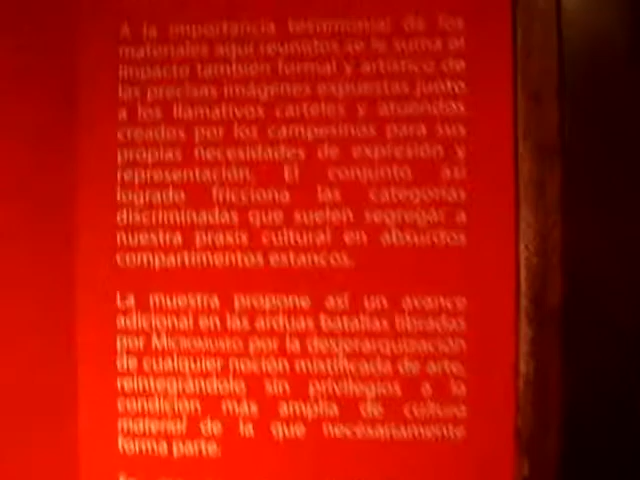 A la importancia testimonial de los
materiales aquí reunidos se le suma el
impacto también formal y artístico de
las precisas imágenes expuestas junto
a los llamativos carteles y anuncios
creados por los campesinos para sus
propias necesidades de expresión y
representación. El conjunto así
logrado fricciona las categorías
discriminadas que suelen segregar a
nuestra praxis cultural en absurdos
compartimentos estancos.
La muestra propone así un avance
adicional en las arduas batallas libradas
por Micromuseo por la desjerarquización
de cualquier noción mistificada de arte,
reintegrándolo sin privilegios a la
condición más amplia de cultura
material de la que necesariamente
forma parte.